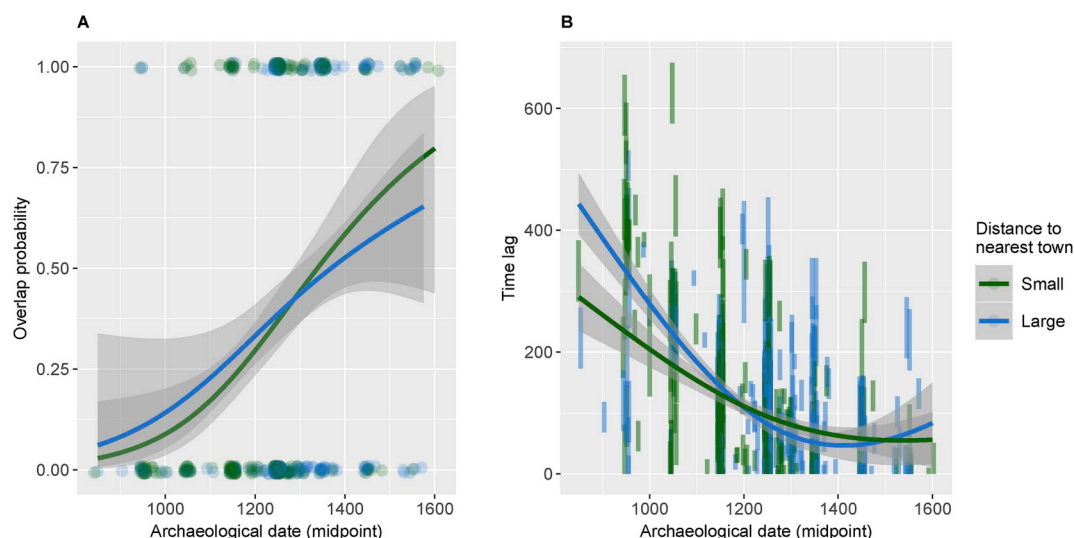 A
1.00
0.75
0.50
0.25
0.00
Overlap probability
1000 1200 1400 1600
Archaeological date (midpoint)
B
600
400
200
0
Time lag
1000 1200 1400 1600
Archaeological date (midpoint)
Distance to
nearest town
Small
Large